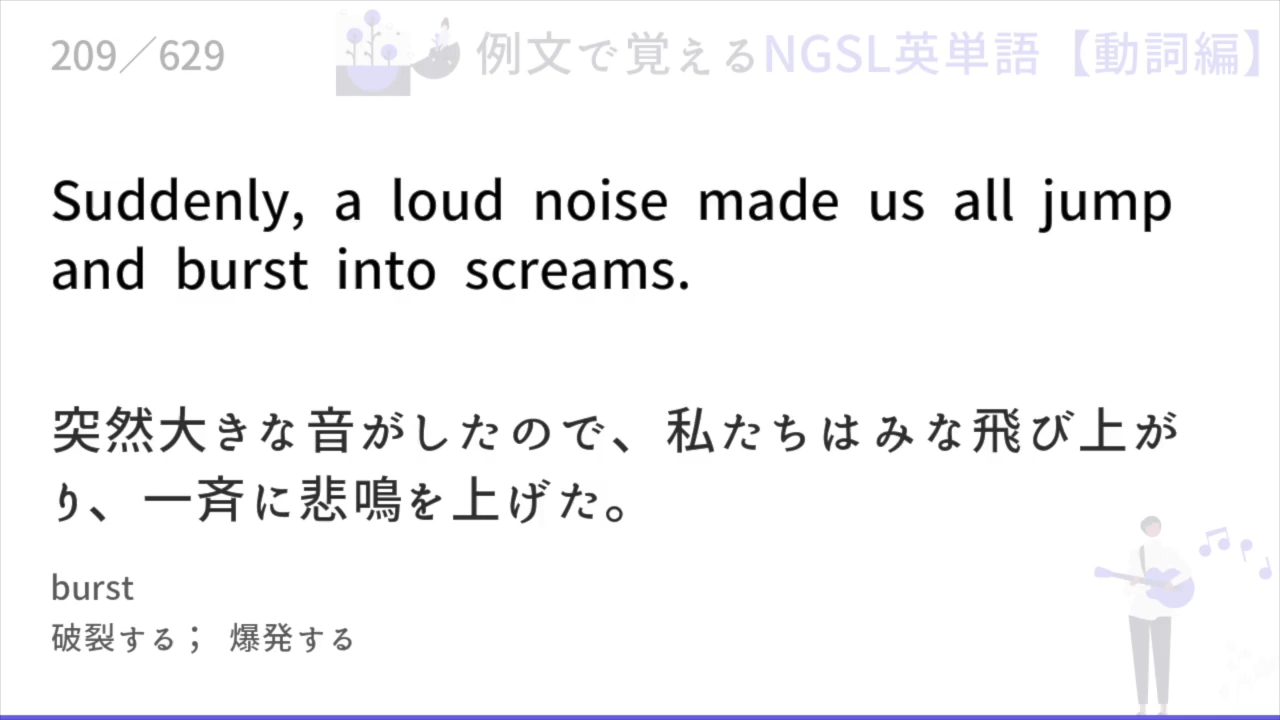 209／629
例文で覚えるNGSL英単語【動詞編】
Suddenly, a loud noise made us all jump
and burst into screams.
突然大きな音がしたので、私たちはみな飛び上が
り、一斉に悲鳴を上げた。
burst
破裂する； 爆発する